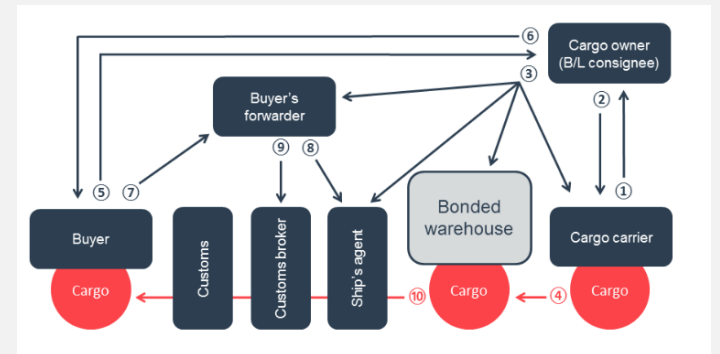 ⑥
Cargo owner
(B/L consignee)
③
Buyer's
forwarder
②
⑨ ⑧
⑤ ⑦
①
Bonded
warehouse
Buyer
Customs
Customs broker
Ship's agent
Cargo carrier
Cargo
⑩
Cargo
④
Cargo